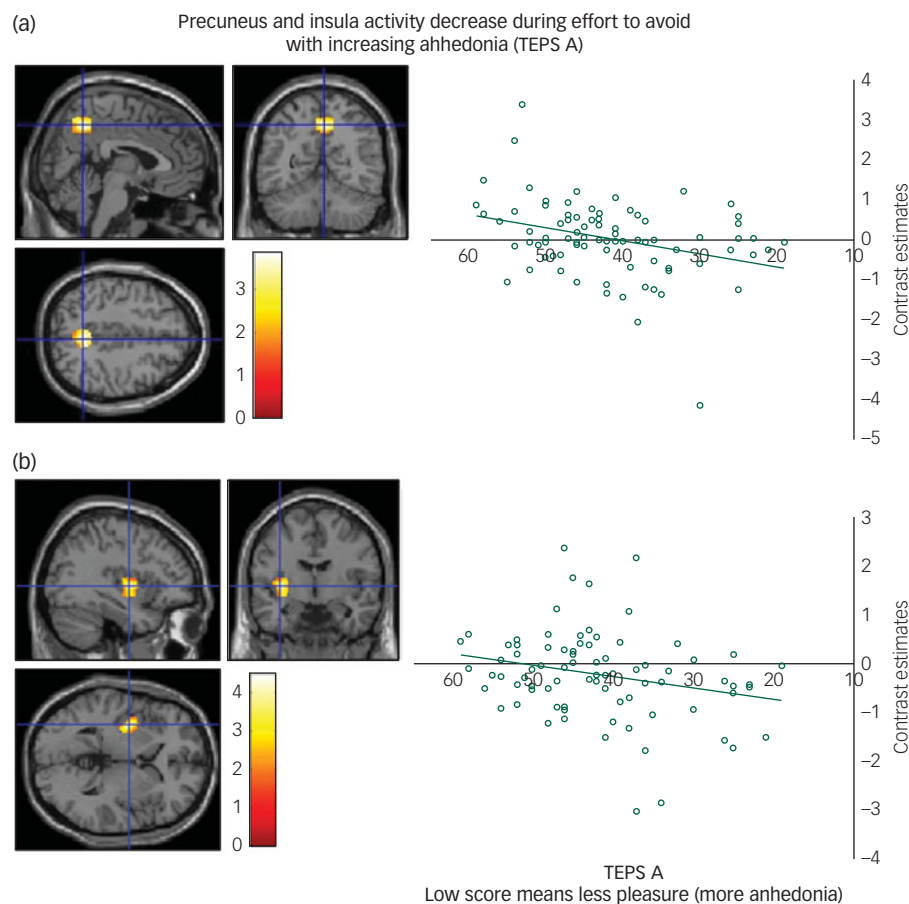 (a)
Precuneus and insula activity decrease during effort to avoid
with increasing ahhedonia (TEPS A)
4
3
2
1
0
–1
–2
–3
–4
–5
Contrast estimates
60 50 40 30 20 10
3
2
1
0
(b)
3
2
1
0
–1
–2
–3
–4
Contrast estimates
60 50 40 30 20 10
4
3
2
1
0
TEPS A
Low score means less pleasure (more anhedonia)